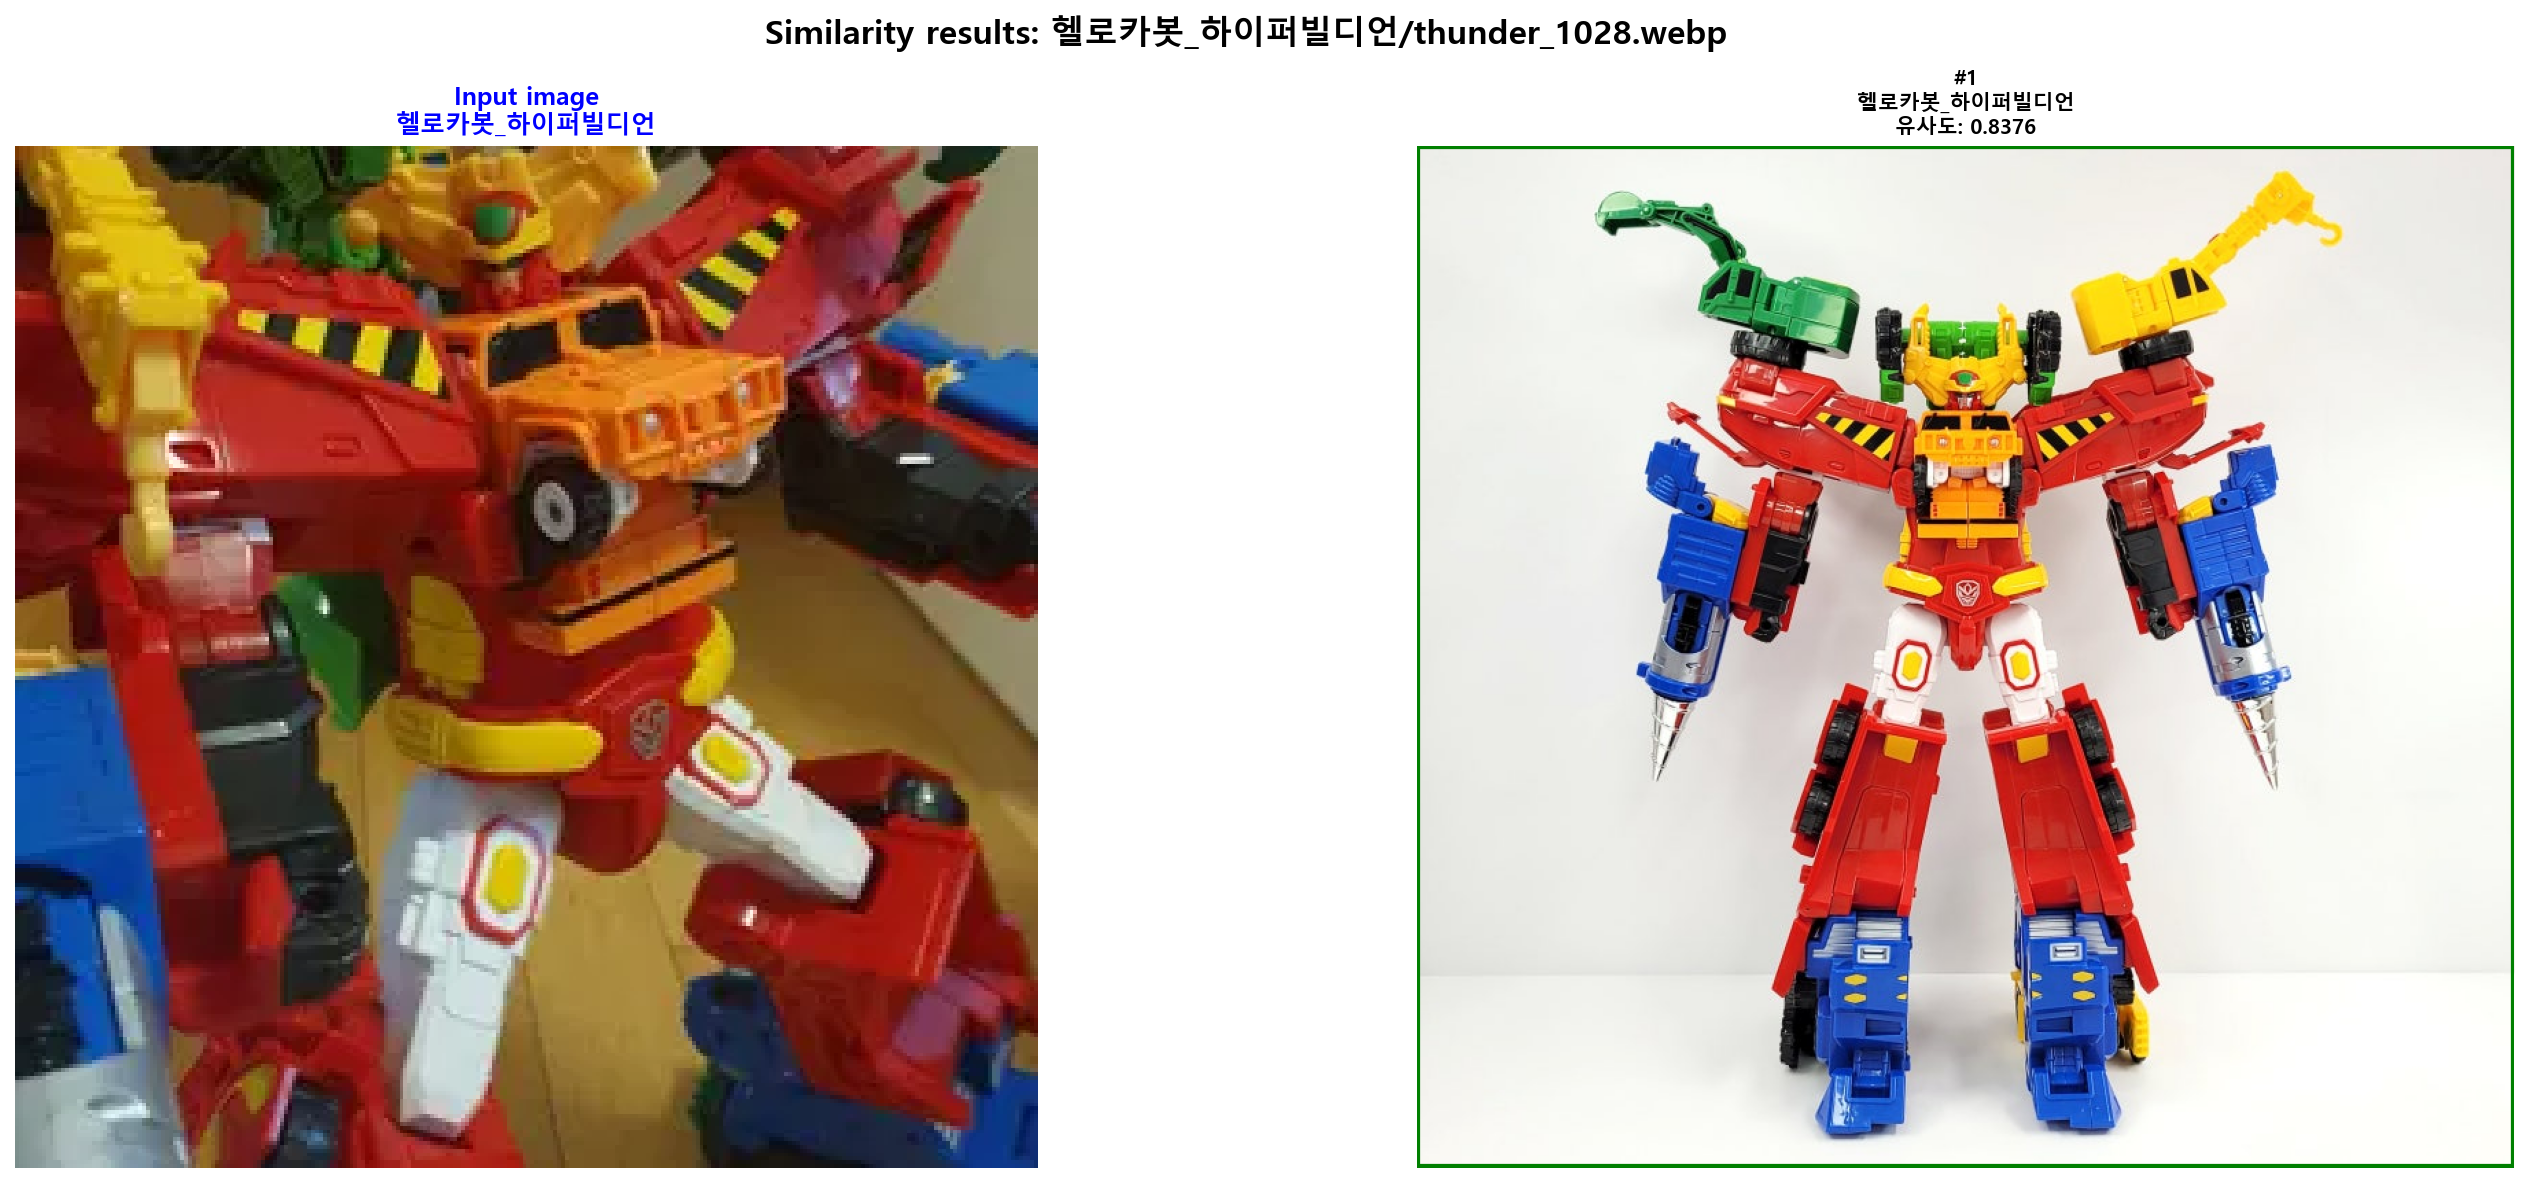 Similarity results: 헬로카봇_하이퍼빌디언/thunder_1028.webp
Input image
헬로카봇_하이퍼빌디언
#1
헬로카봇_하이퍼빌디언
유사도: 0.8376